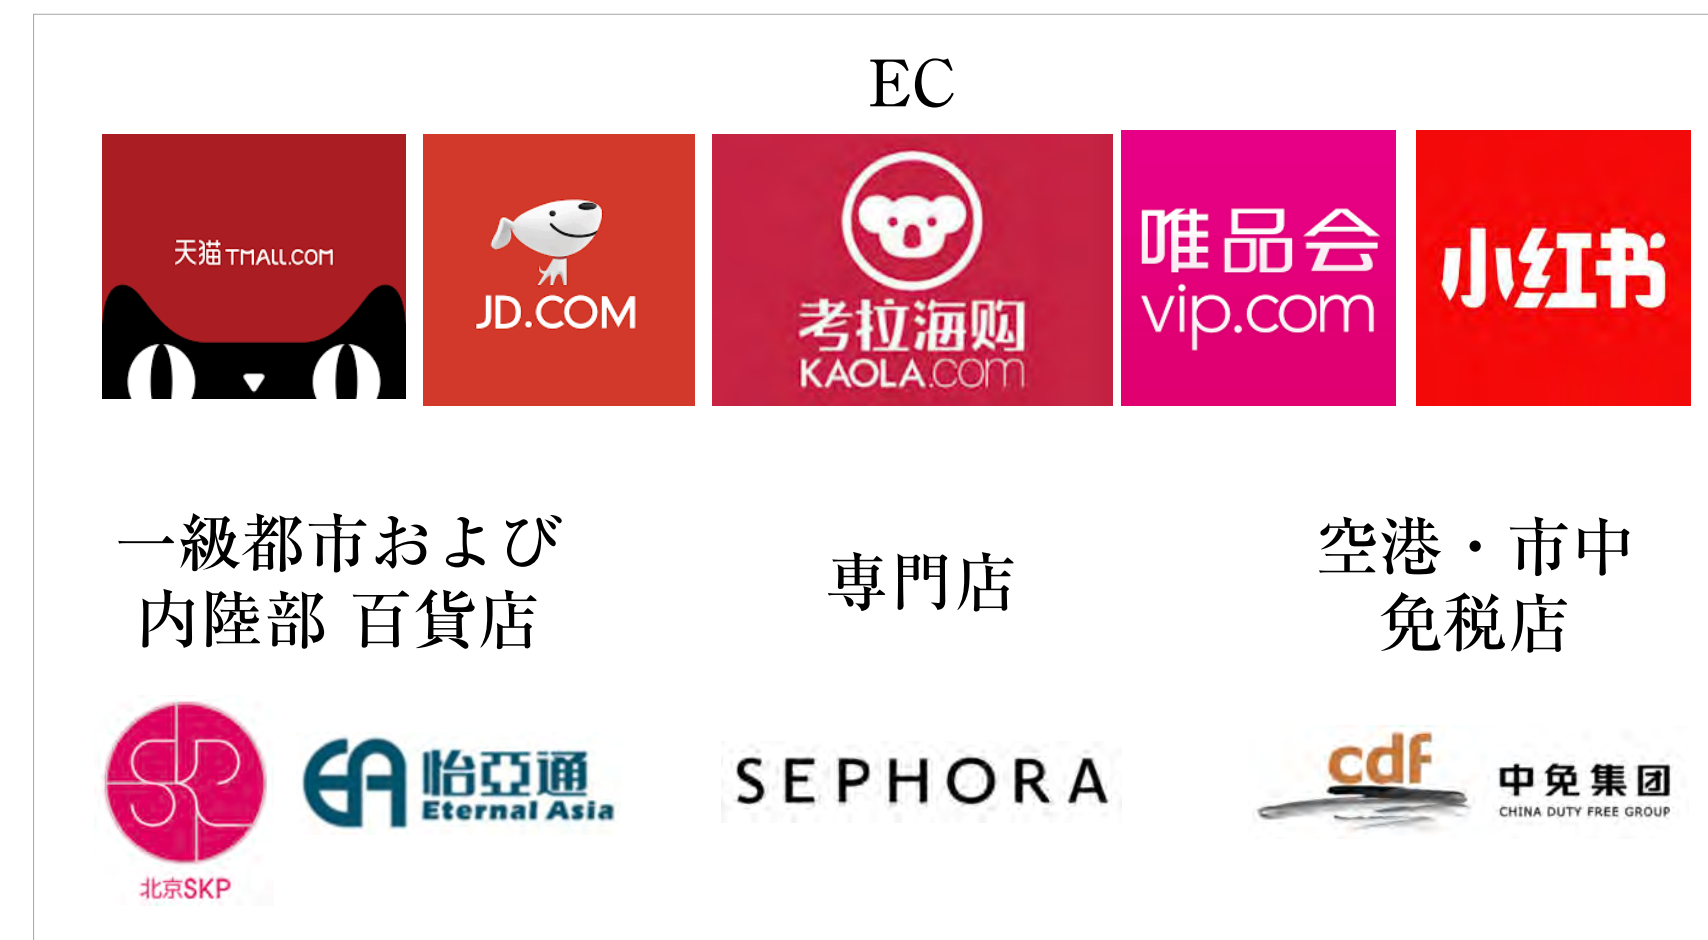 EC
天猫 TMALL.COM
JD.COM
考拉海购
KAOLA.com
唯品会
vip.com
小红书
一級都市および
内陸部 百貨店
専門店
空港・市中
免税店
SKP
北京SKP
EA 怡亞通
Eternal Asia
SEPHORA
cdf
中免集团
CHINA DUTY FREE GROUP